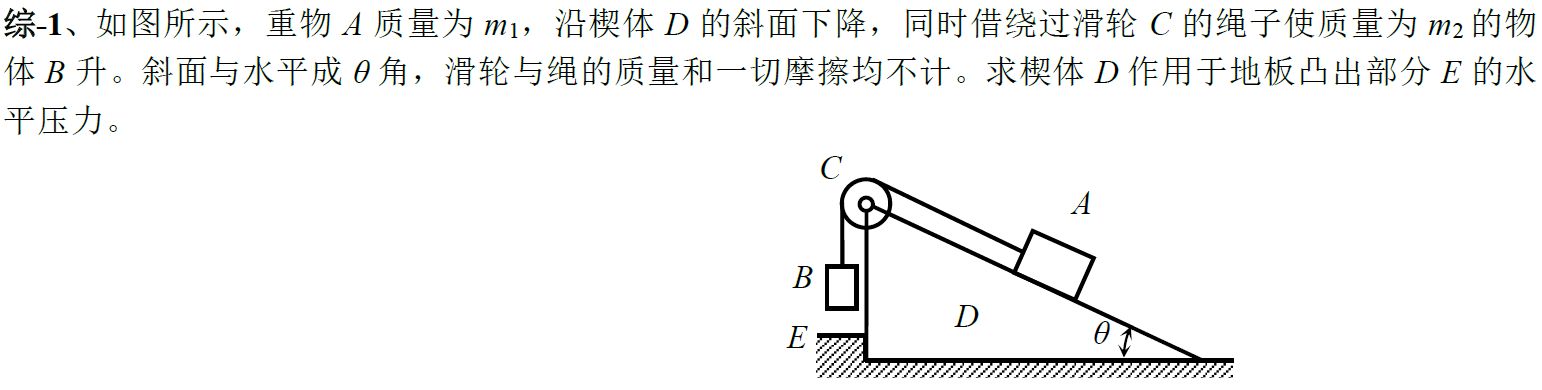 综-1、如图所示，重物 A 质量为 m1，沿楔体 D 的斜面下降，同时借绕过滑轮 C 的绳子使质量为 m2 的物
体 B 升。斜面与水平成 θ 角，滑轮与绳的质量和一切摩擦均不计。求楔体 D 作用于地板凸出部分 E 的水
平压力。
C
A
B
D
E
θ